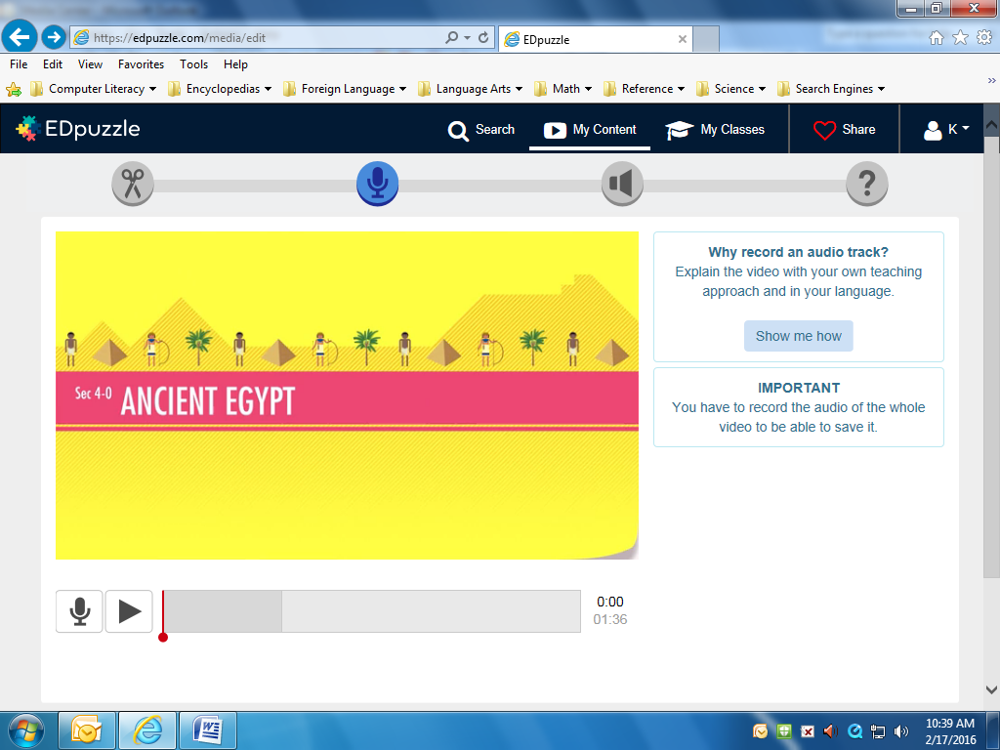 https://edpuzzle.com/media/edit
EDpuzzle
File Edit View Favorites Tools Help
Computer Literacy Encyclopedias Foreign Language Language Arts Math Reference Science Search Engines »
EDpuzzle Search My Content My Classes Share K
?
Why record an audio track?
Explain the video with your own teaching
approach and in your language.
Show me how
IMPORTANT
You have to record the audio of the whole
video to be able to save it.
Sec 4-0 ANCIENT EGYPT
0:00
01:36
10:39 AM
2/17/2016